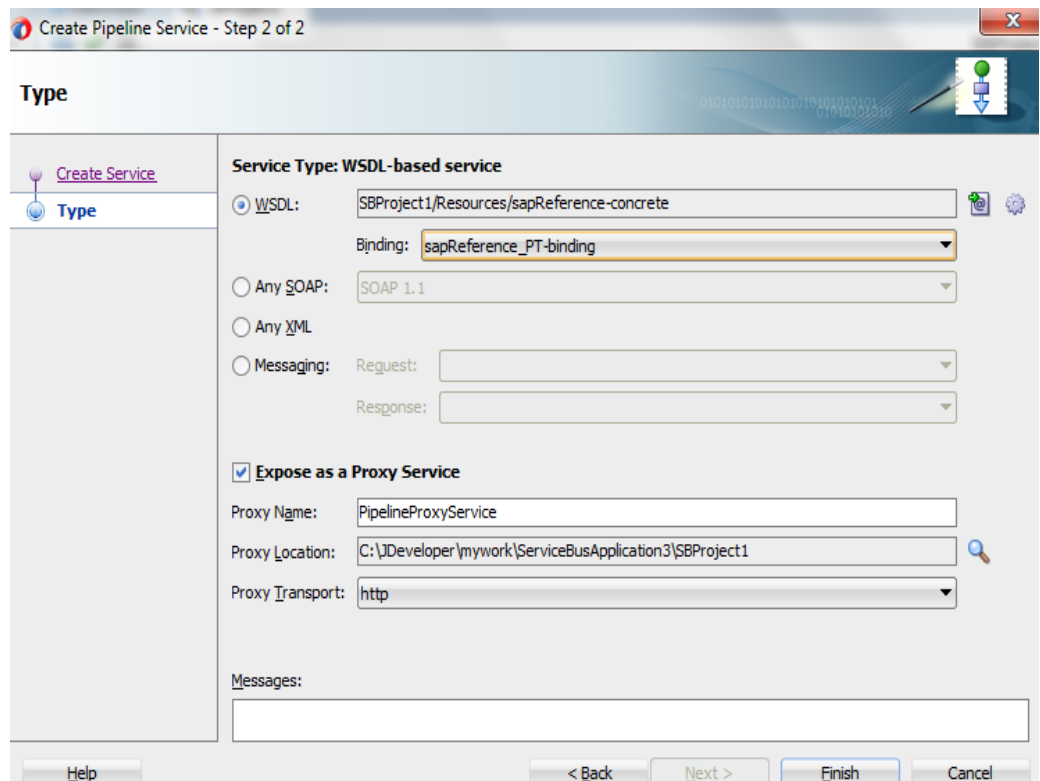 Create Pipeline Service - Step 2 of 2
x
Type
0101010101010101010101010101
01010101010
Create Service
Type
Service Type: WSDL-based service
WSDL: SBProject1/Resources/sapReference-concrete
Binding: sapReference_PT-binding
Any SOAP: SOAP 1.1
Any XML
Messaging: Request:
Response:
Expose as a Proxy Service
Proxy Name: PipelineProxyService
Proxy Location: C:\JDeveloper\mywork\ServiceBusApplication3\SBProject1
Proxy Transport: http
Messages:
Help < Back Next > Finish Cancel